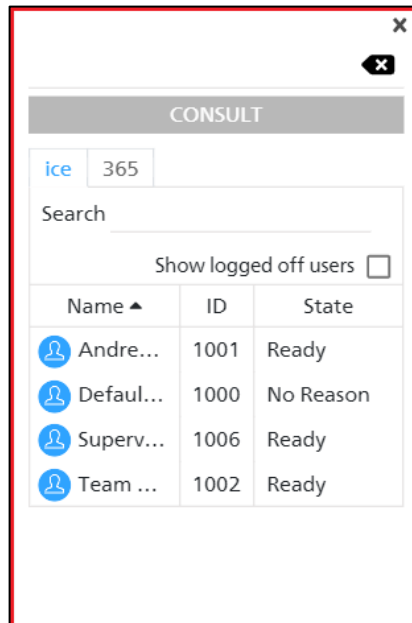 CONSULT
ice 365
Search
Show logged off users
Name ID State
Andre... 1001 Ready
Defaul... 1000 No Reason
Superv... 1006 Ready
Team ... 1002 Ready